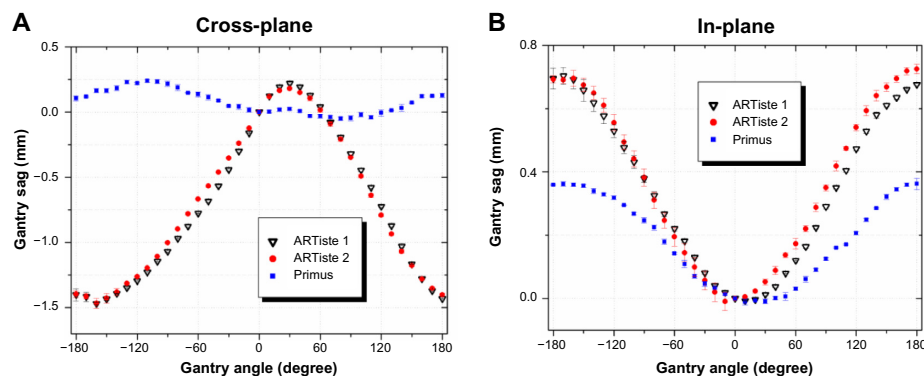 A
Cross-plane
Gantry sag (mm)
0.5
0.0
−0.5
−1.0
−1.5
ARTiste 1
ARTiste 2
Primus
−180 −120 −60 0 60 120 180
Gantry angle (degree)
B
In-plane
Gantry sag (mm)
0.8
0.4
0.0
ARTiste 1
ARTiste 2
Primus
−180 −120 −60 0 60 120 180
Gantry angle (degree)